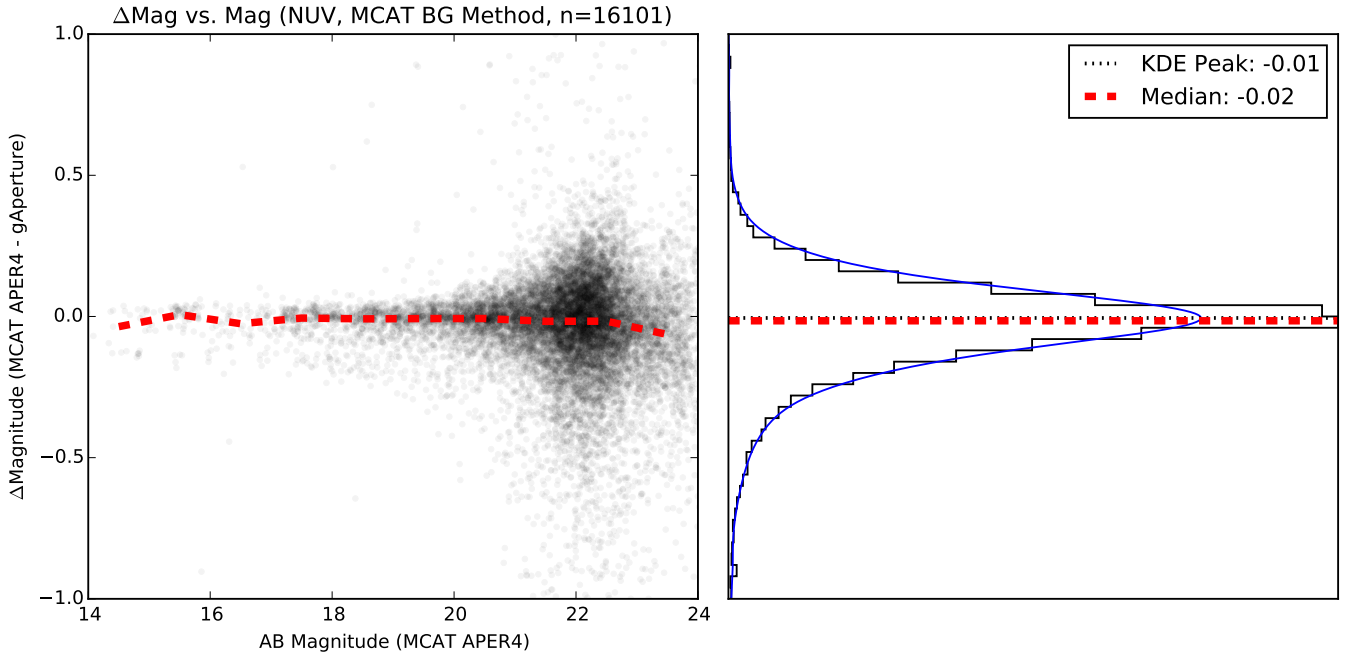 ΔMag vs. Mag (NUV, MCAT BG Method, n=16101)
1.0
0.5
0.0
−0.5
−1.0
ΔMagnitude (MCAT APER4 - gAperture)
14 16 18 20 22 24
AB Magnitude (MCAT APER4)
KDE Peak: -0.01
Median: -0.02